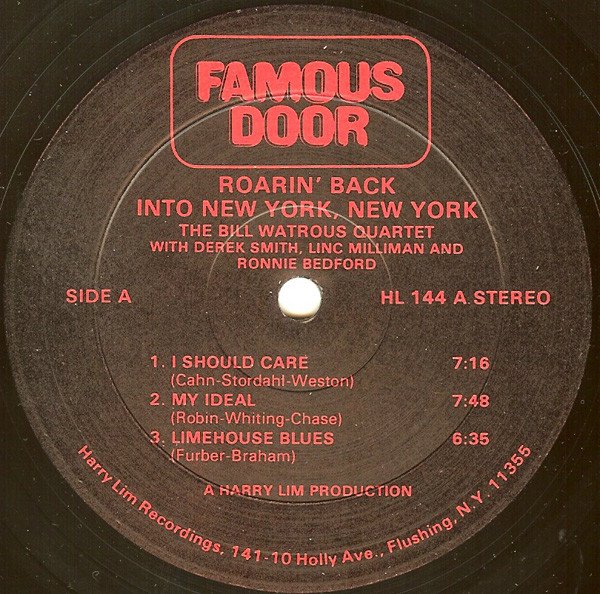 FAMOUS
DOOR
ROARIN' BACK
INTO NEW YORK, NEW YORK
THE BILL WATROUS QUARTET
WITH DEREK SMITH, LINC MILLIMAN AND
RONNIE BEDFORD
SIDE A
HL 144 A STEREO
1. I SHOULD CARE 7:16
(Cahn-Stordahl-Weston)
2. MY IDEAL 7:48
(Robin-Whiting-Chase)
3. LIMEHOUSE BLUES 6:35
(Furber-Braham)
A HARRY LIM PRODUCTION
Harry Lim Recordings, 141-10 Holly Ave., Flushing, N.Y. 11355